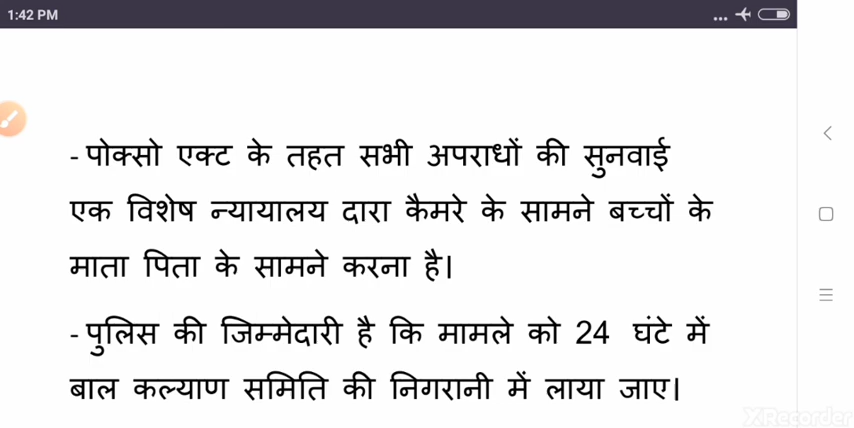 1:42 PM
- पोक्सो एक्ट के तहत सभी अपराधों की सुनवाई
एक विशेष न्यायालय दारा कैमरे के सामने बच्चों के
माता पिता के सामने करना है।
- पुलिस की जिम्मेदारी है कि मामले को 24 घंटे में
बाल कल्याण समिति की निगरानी में लाया जाए।
XRecorder